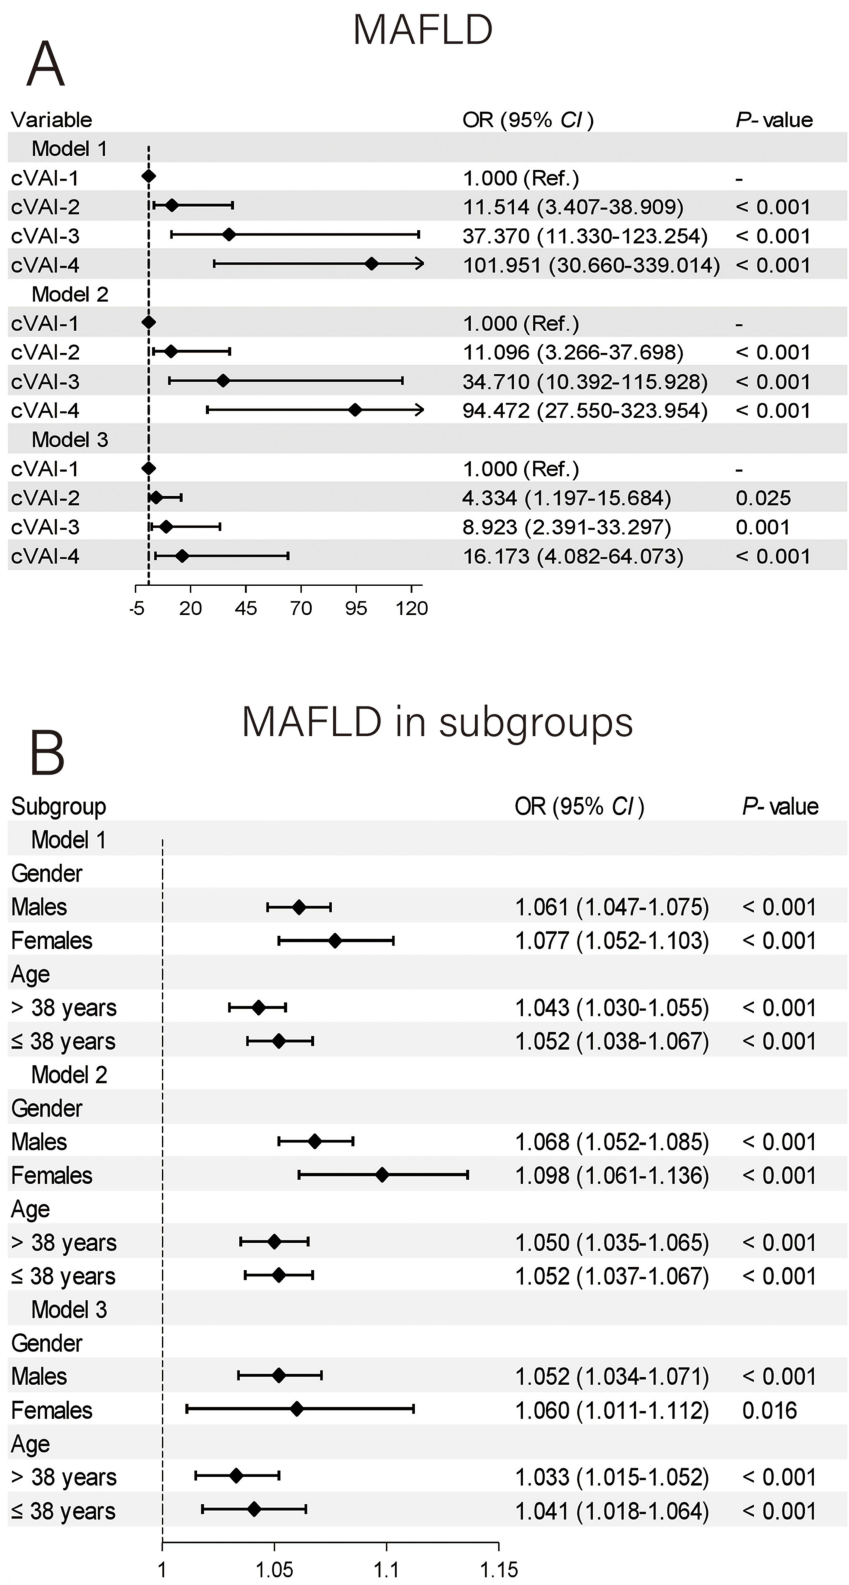 MAFLD
A
Variable OR (95% CI ) P- value
Model 1
cVAI-1 1.000 (Ref.) -
cVAI-2 11.514 (3.407-38.909) < 0.001
cVAI-3 37.370 (11.330-123.254) < 0.001
cVAI-4 101.951 (30.660-339.014) < 0.001
Model 2
cVAI-1 1.000 (Ref.) -
cVAI-2 11.096 (3.266-37.698) < 0.001
cVAI-3 34.710 (10.392-115.928) < 0.001
cVAI-4 94.472 (27.550-323.954) < 0.001
Model 3
cVAI-1 1.000 (Ref.) -
cVAI-2 4.334 (1.197-15.684) 0.025
cVAI-3 8.923 (2.391-33.297) 0.001
cVAI-4 16.173 (4.082-64.073) < 0.001
-5 20 45 70 95 120
MAFLD in subgroups
B
Subgroup OR (95% CI ) P- value
Model 1
Gender
Males 1.061 (1.047-1.075) < 0.001
Females 1.077 (1.052-1.103) < 0.001
Age
> 38 years 1.043 (1.030-1.055) < 0.001
≤ 38 years 1.052 (1.038-1.067) < 0.001
Model 2
Gender
Males 1.068 (1.052-1.085) < 0.001
Females 1.098 (1.061-1.136) < 0.001
Age
> 38 years 1.050 (1.035-1.065) < 0.001
≤ 38 years 1.052 (1.037-1.067) < 0.001
Model 3
Gender
Males 1.052 (1.034-1.071) < 0.001
Females 1.060 (1.011-1.112) 0.016
Age
> 38 years 1.033 (1.015-1.052) < 0.001
≤ 38 years 1.041 (1.018-1.064) < 0.001
1 1.05 1.1 1.15